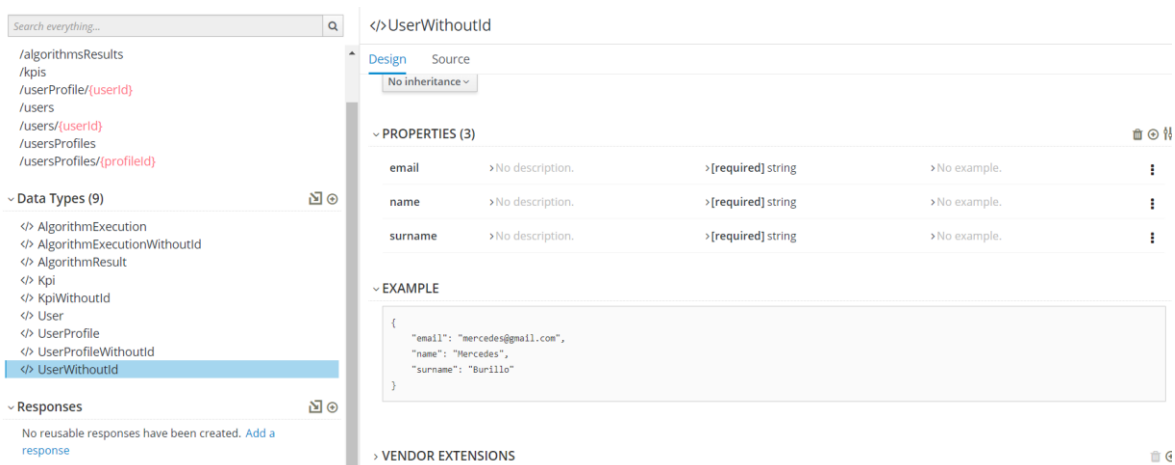 Search everything...
/algorithmsResults
/kpis
/userProfile/{userId}
/users
/users/{userId}
/usersProfiles
/usersProfiles/{profileId}
Data Types (9)
</> AlgorithmExecution
</> AlgorithmExecutionWithoutId
</> AlgorithmResult
</> Kpi
</> KpiWithoutId
</> User
</> UserProfile
</> UserProfileWithoutId
</> UserWithoutId
Responses
No reusable responses have been created. Add a
response
</>UserWithoutId
Design Source
No inheritance
PROPERTIES (3)
email >No description. >[required] string >No example.
name >No description. >[required] string >No example.
surname >No description. >[required] string >No example.
EXAMPLE
{
"email": "mercedes@gmail.com",
"name": "Mercedes",
"surname": "Burillo"
}
> VENDOR EXTENSIONS